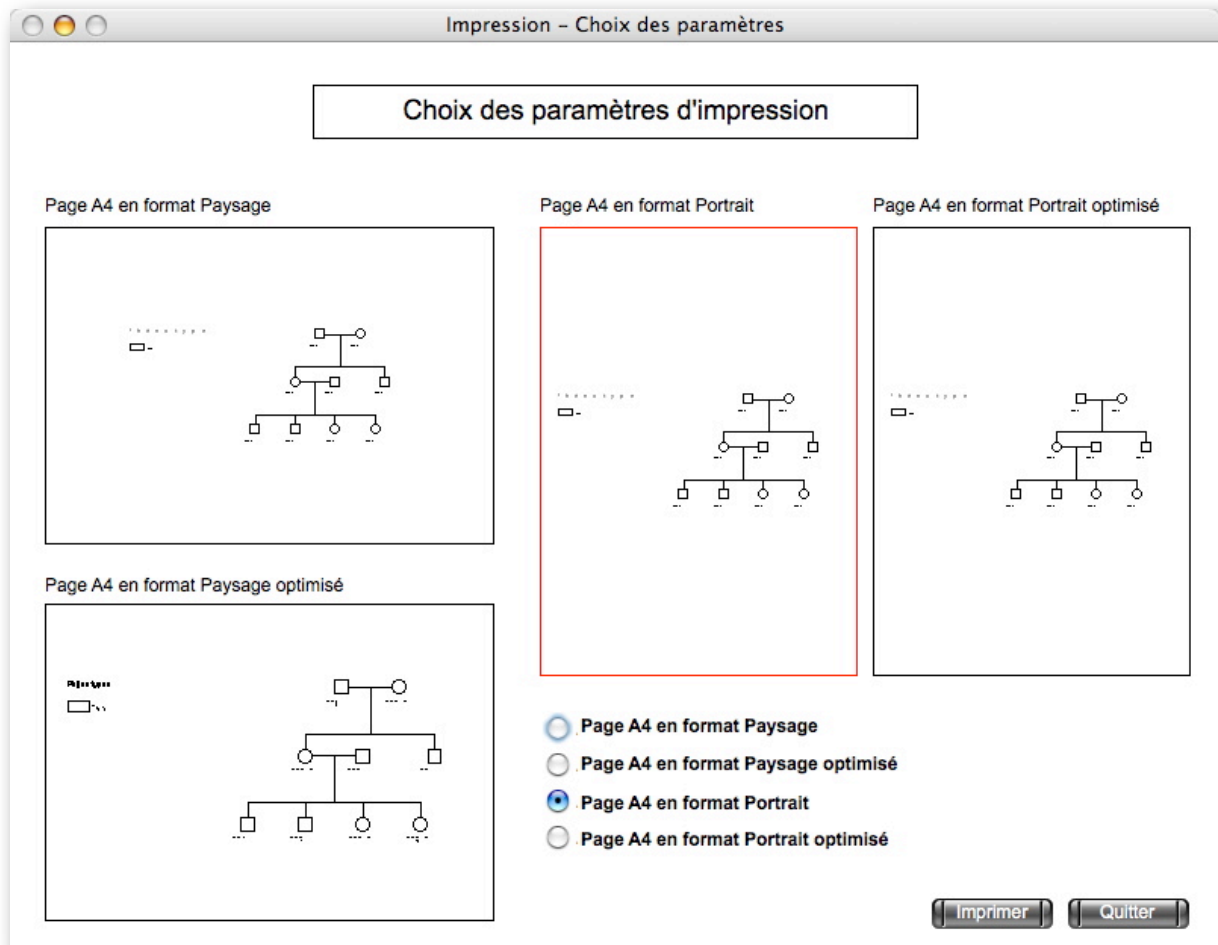 Impression – Choix des paramètres
Choix des paramètres d'impression
Page A4 en format Paysage
Page A4 en format Portrait
Page A4 en format Portrait optimisé
Page A4 en format Paysage optimisé
Page A4 en format Paysage
Page A4 en format Paysage optimisé
Page A4 en format Portrait
Page A4 en format Portrait optimisé
Imprimer
Quitter